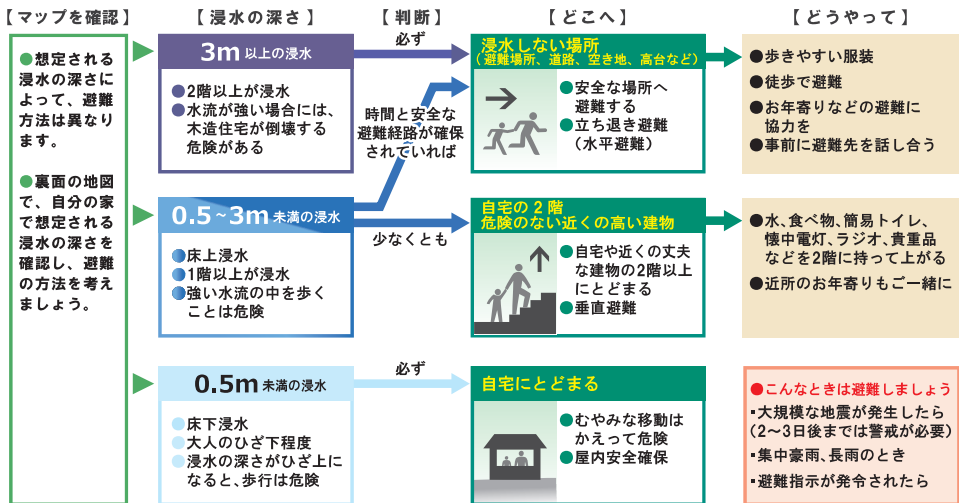 【マップを確認】
【浸水の深さ】
【判断】
【どこへ】
【どうやって】
●想定される
浸水の深さに
よって、避難
方法は異なり
ます。
●裏面の地図
で、自分の家
で想定される
浸水の深さを
確認し、避難
の方法を考え
ましょう。
3m以上の浸水
●2階以上が浸水
●水流が強い場合には、
木造住宅が倒壊する
危険がある
必ず
時間と安全な
避難経路が確保
されていれば
浸水しない場所
(避難場所、道路、空き地、高台など)
●安全な場所へ
避難する
●立ち退き避難
(水平避難)
●歩きやすい服装
●徒歩で避難
●お年寄りなどの避難に
協力を
●事前に避難先を話し合う
0.5~3m未満の浸水
●床上浸水
●1階以上が浸水
●強い水流の中を歩く
ことは危険
少なくとも
自宅の2階
危険のない近くの高い建物
●自宅や近くの丈夫
な建物の2階以上
にとどまる
●垂直避難
●水、食べ物、簡易トイレ、
懐中電灯、ラジオ、貴重品
などを2階に持って上がる
●近所のお年寄りもご一緒に
0.5m未満の浸水
●床下浸水
●大人のひざ下程度
●浸水の深さがひざ上に
なると、歩行は危険
必ず
自宅にとどまる
●むやみな移動は
かえって危険
●屋内安全確保
●こんなときは避難しましょう
▪大規模な地震が発生したら
(2〜3日後までは警戒が必要)
▪集中豪雨、長雨のとき
▪避難指示が発令されたら